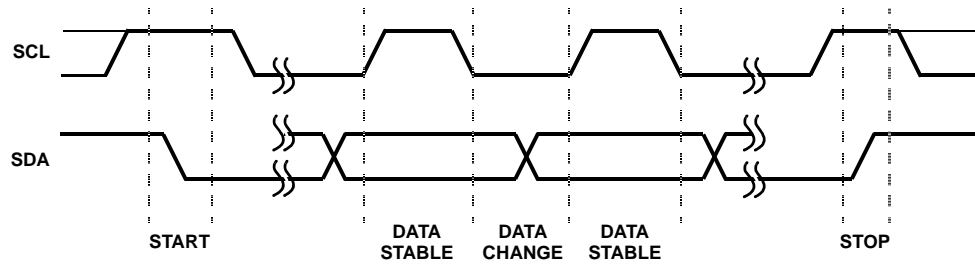 SCL
SDA
START
DATA
STABLE
DATA
CHANGE
DATA
STABLE
STOP